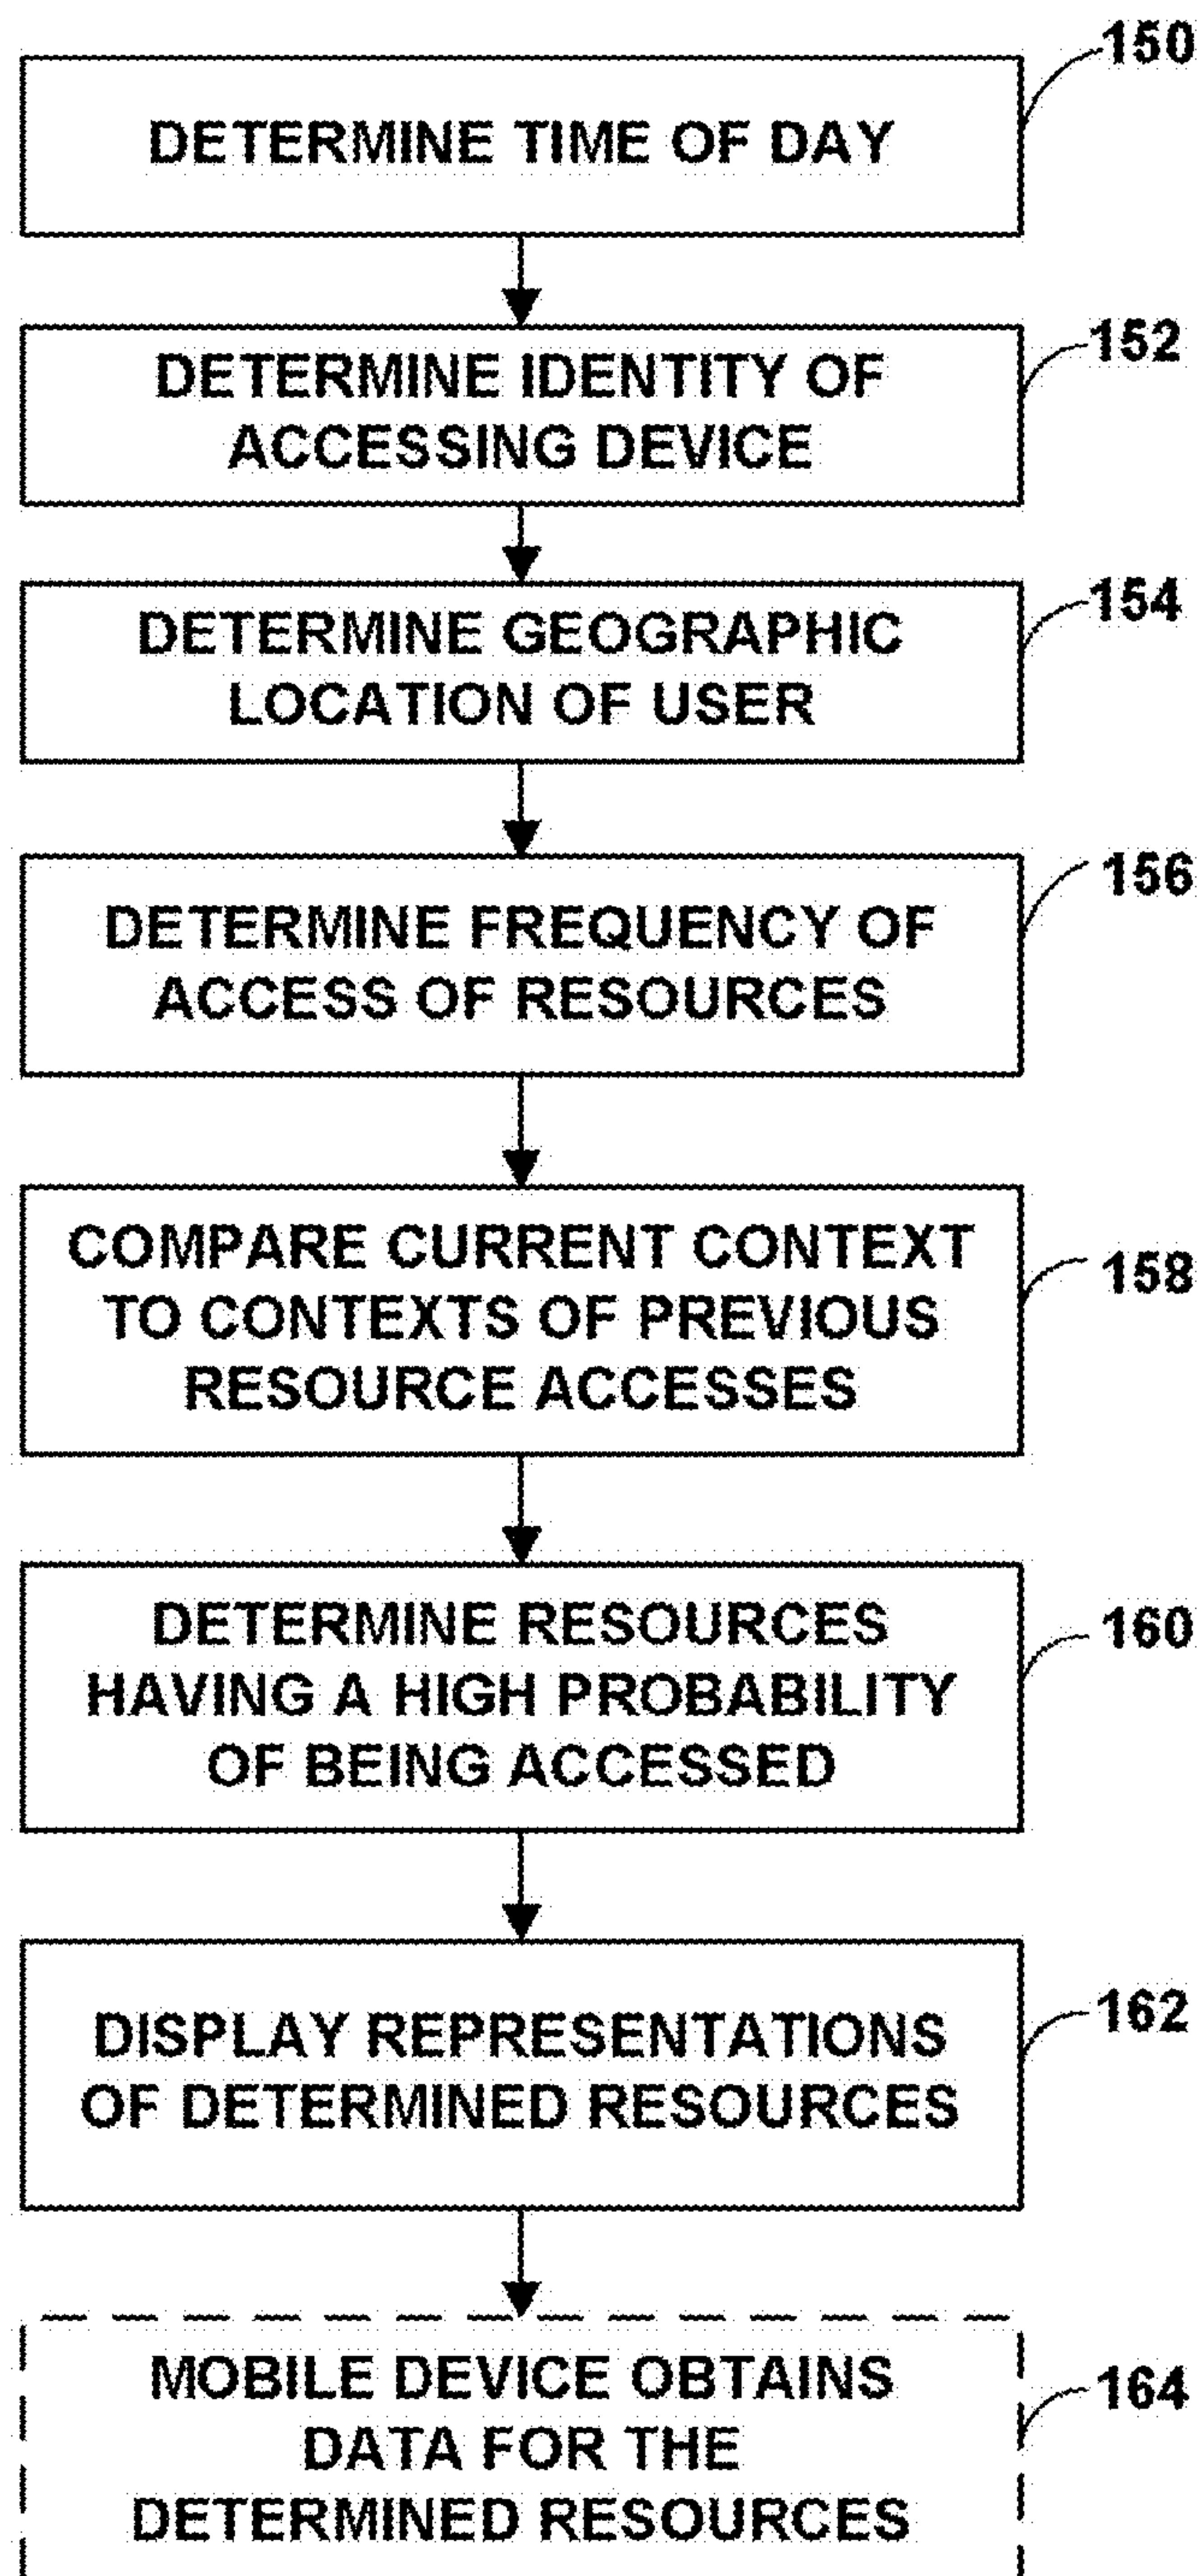 150
DETERMINE TIME OF DAY
152
DETERMINE IDENTITY OF
ACCESSING DEVICE
154
DETERMINE GEOGRAPHIC
LOCATION OF USER
156
DETERMINE FREQUENCY OF
ACCESS OF RESOURCES
158
COMPARE CURRENT CONTEXT
TO CONTEXTS OF PREVIOUS
RESOURCE ACCESSES
160
DETERMINE RESOURCES
HAVING A HIGH PROBABILITY
OF BEING ACCESSED
162
DISPLAY REPRESENTATIONS
OF DETERMINED RESOURCES
164
MOBILE DEVICE OBTAINS
DATA FOR THE
DETERMINED RESOURCES